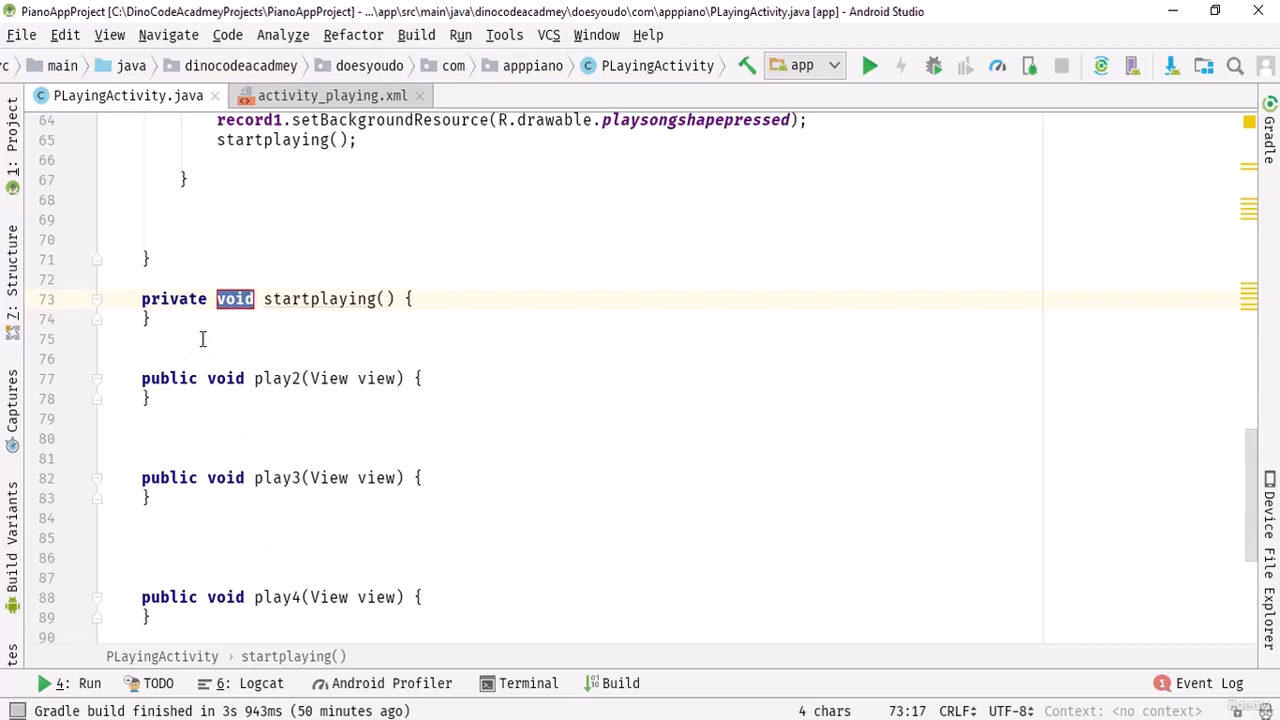 PianoAppProject [C:\DinoCodeAcadmeyProjects\PianoAppProject] - ...\app\src\main\java\dinocodeacadmey\doesyoudo\com\apppiano\PLayingActivity.java [app] - Android Studio
File Edit View Navigate Code Analyze Refactor Build Run Tools VCS Window Help
rc main java dinocodeacadmey doesyoudo com apppiano PLayingActivity app
PLayingActivity.java activity_playing.xml
1: Project
Z: Structure
Captures
Build Variants
Gradle
Device File Explorer
64 record1.setBackgroundResource(R.drawable.playsongshapepressed);
65 startplaying();
66
67 }
68
69
70
71 }
72
73 private void startplaying() {
74 }
75
76
77 public void play2(View view) {
78 }
79
80
81
82 public void play3(View view) {
83 }
84
85
86
87
88 public void play4(View view) {
89 }
90
PLayingActivity › startplaying()
4: Run TODO 6: Logcat Android Profiler Terminal Build 1 Event Log
Gradle build finished in 3s 943ms (50 minutes ago) 4 chars 73:17 CRLF UTF-8 Context: <no context>